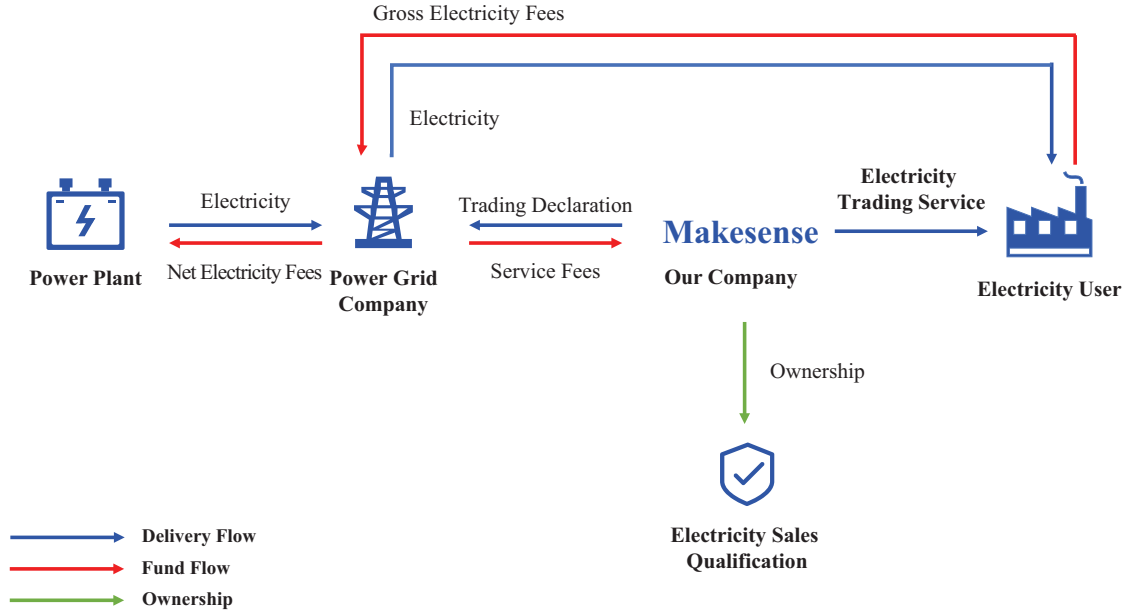 Gross Electricity Fees
Electricity
Electricity
Net Electricity Fees
Power Plant
Power Grid
Company
Trading Declaration
Service Fees
Makesense
Our Company
Electricity
Trading Service
Electricity User
Ownership
Electricity Sales
Qualification
Delivery Flow
Fund Flow
Ownership